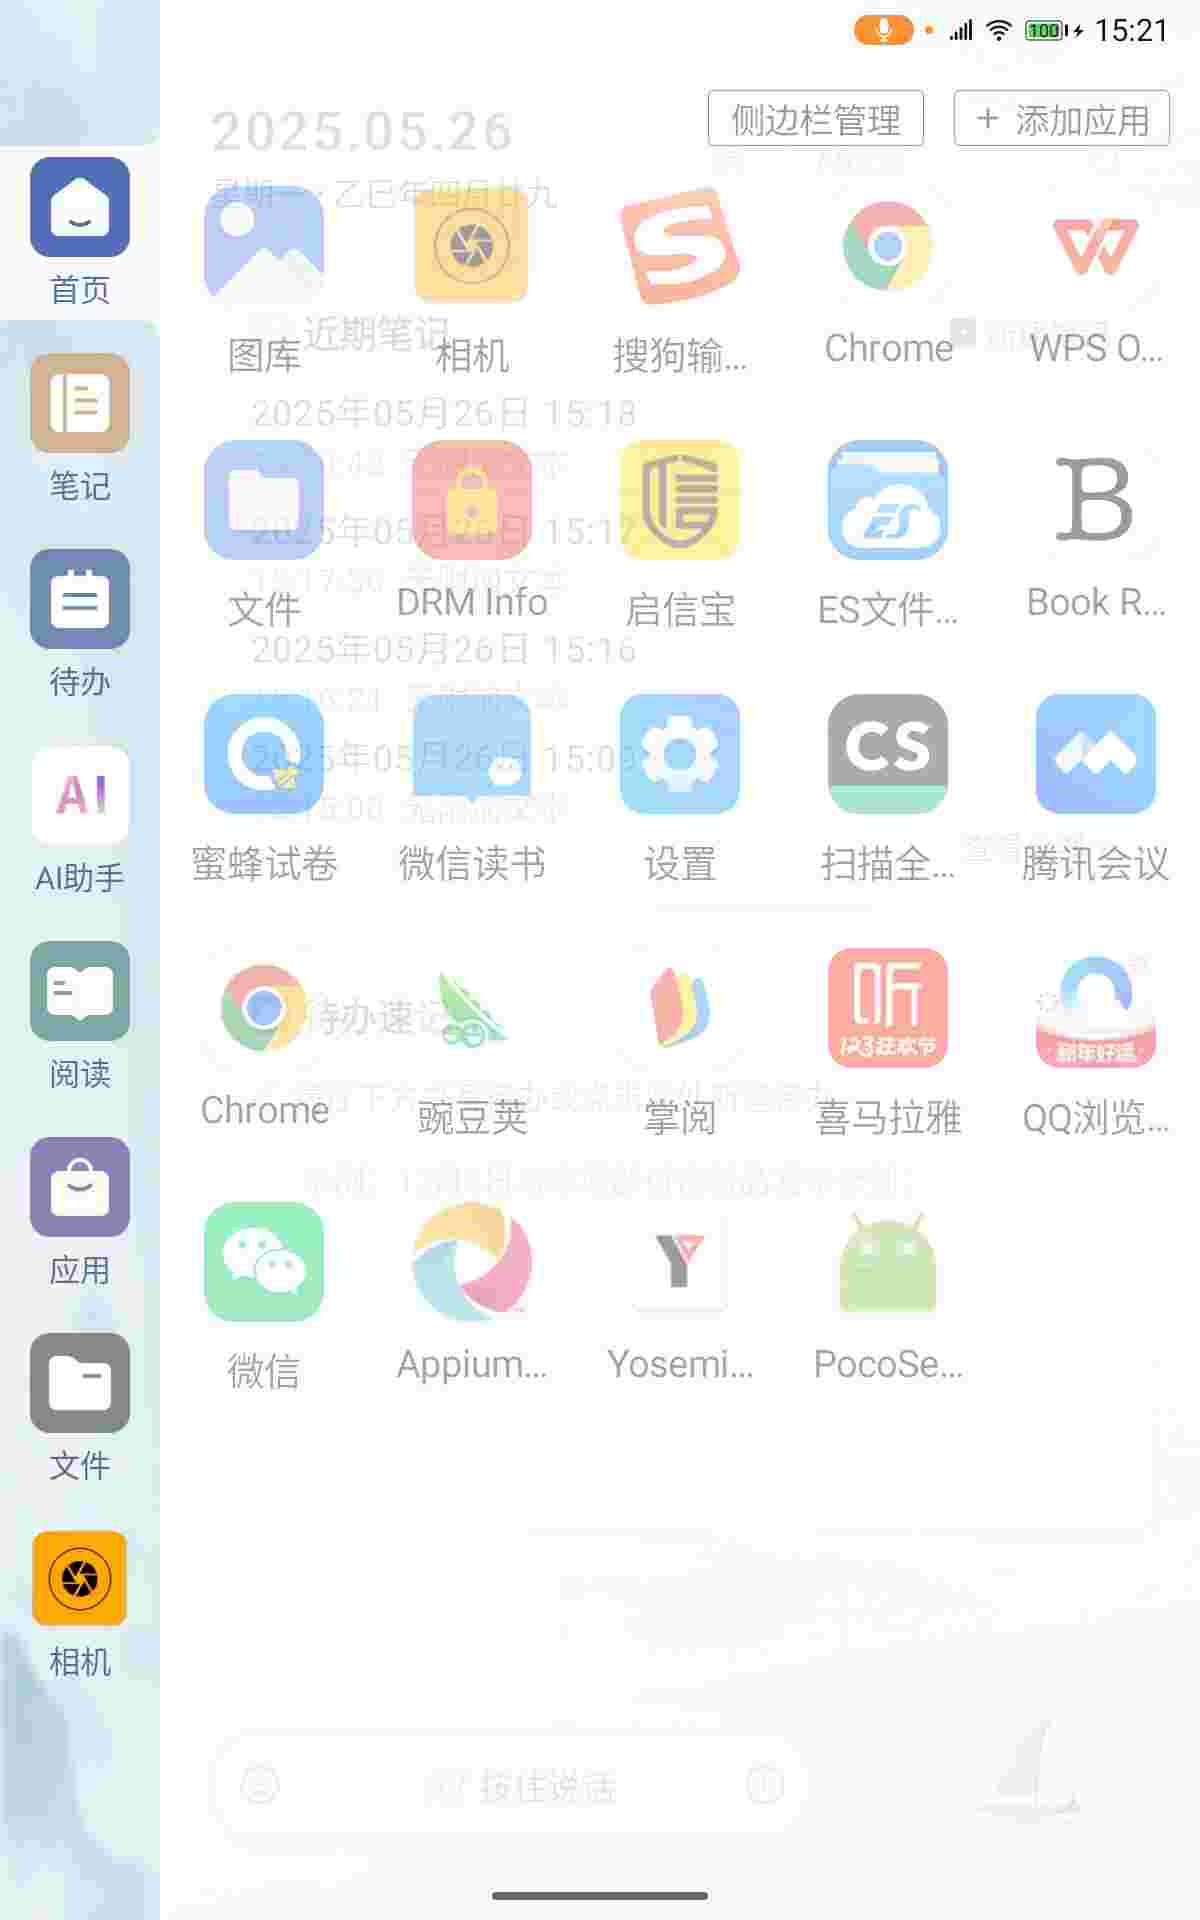 100 15:21
侧边栏管理
+ 添加应用
2025.05.26
星期一·乙巳年四月廿九
首页
图库
近期笔记
相机
搜狗输...
Chrome
WPS O...
2025年05月26日 15:18
笔记
2025年05月26日 15:17
文件
DRM Info
启信宝
ES文件...
Book R...
2025年05月26日 15:16
待办
CS
2025年05月26日 15:09
AI
蜜蜂试卷
微信读书
设置
扫描全...
腾讯会议
AI助手
听
123狂欢节
新年好运
待办速记
阅读
Chrome
豌豆荚
掌阅
喜马拉雅
QQ浏览...
应用
微信
Appium...
Yosemi...
PocoSe...
文件
相机
按住说话